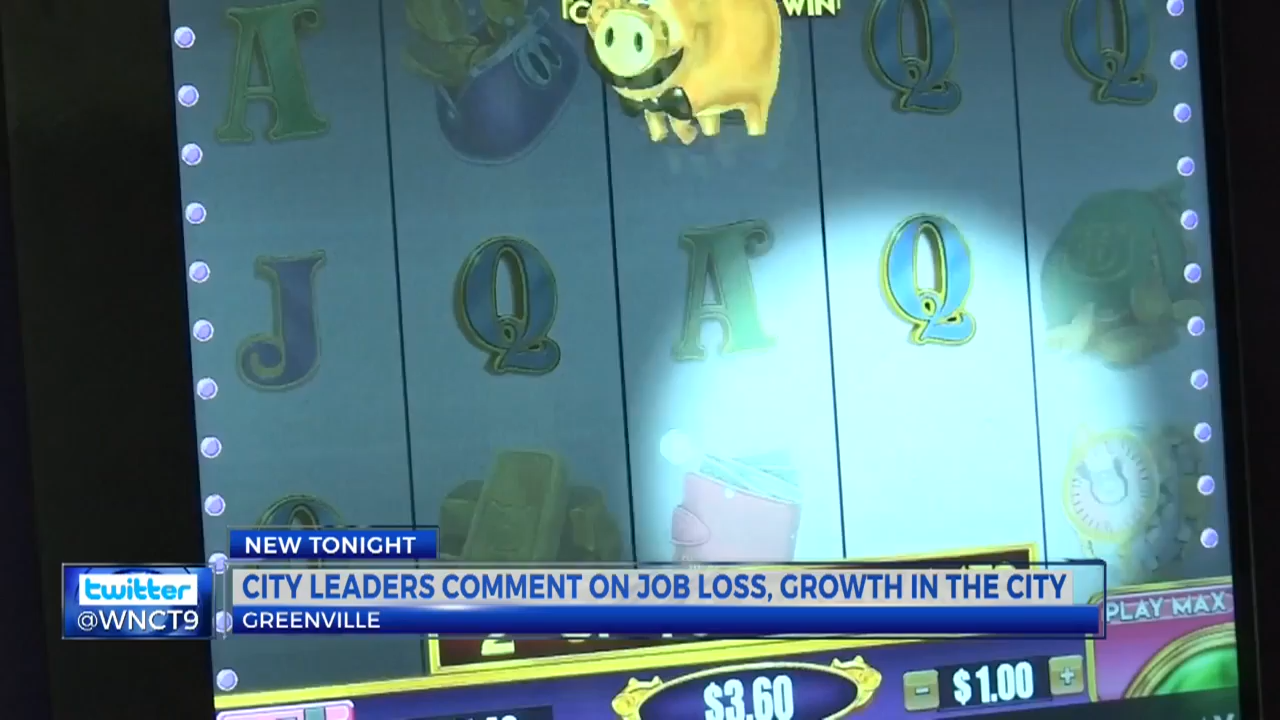 A
WIN
Q
Q
J
Q
A
Q
NEW TONIGHT
CITY LEADERS COMMENT ON JOB LOSS, GROWTH IN THE CITY
GREENVILLE
twitter
@WNCT9
PLAY MAX
$3.60
- $1.00 +